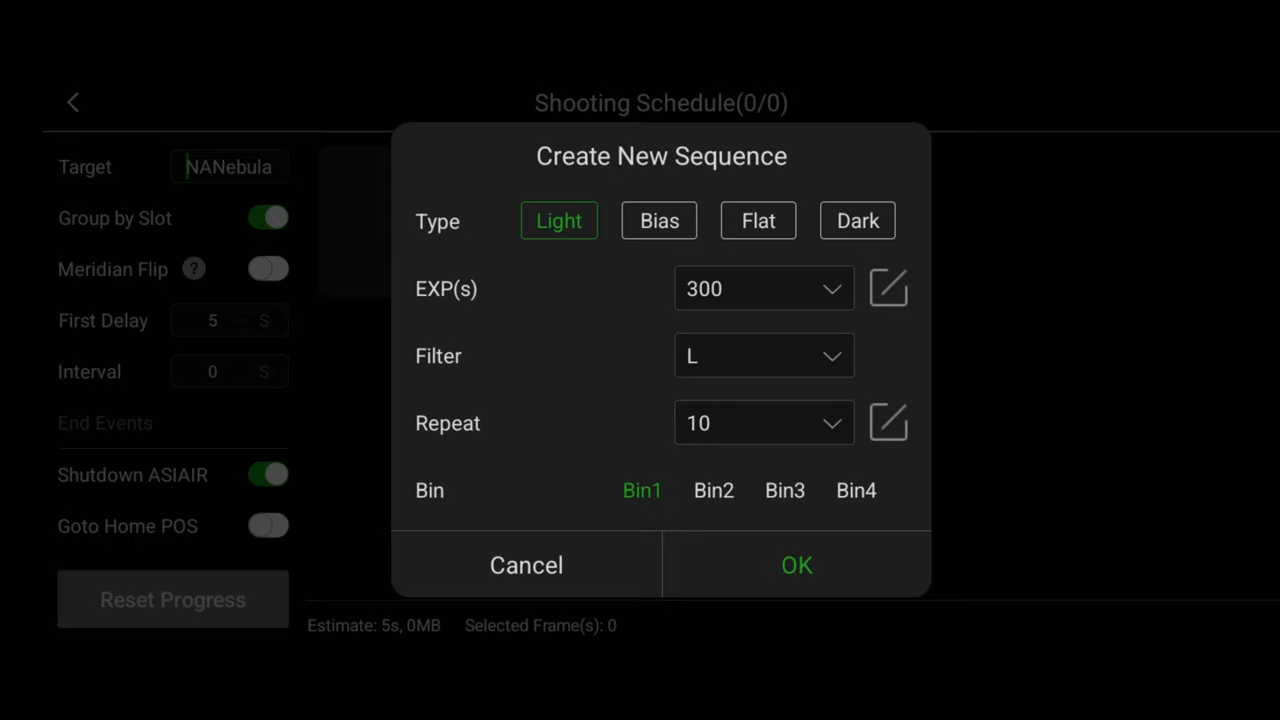 Shooting Schedule(0/0)
Target NANebula
Group by Slot
Meridian Flip ?
First Delay 5 S
Interval 0 S
End Events
Shutdown ASIAIR
Goto Home POS
Reset Progress
Create New Sequence
Type Light Bias Flat Dark
EXP(s) 300
Filter L
Repeat 10
Bin Bin1 Bin2 Bin3 Bin4
Cancel OK
Estimate: 5s, 0MB Selected Frame(s): 0